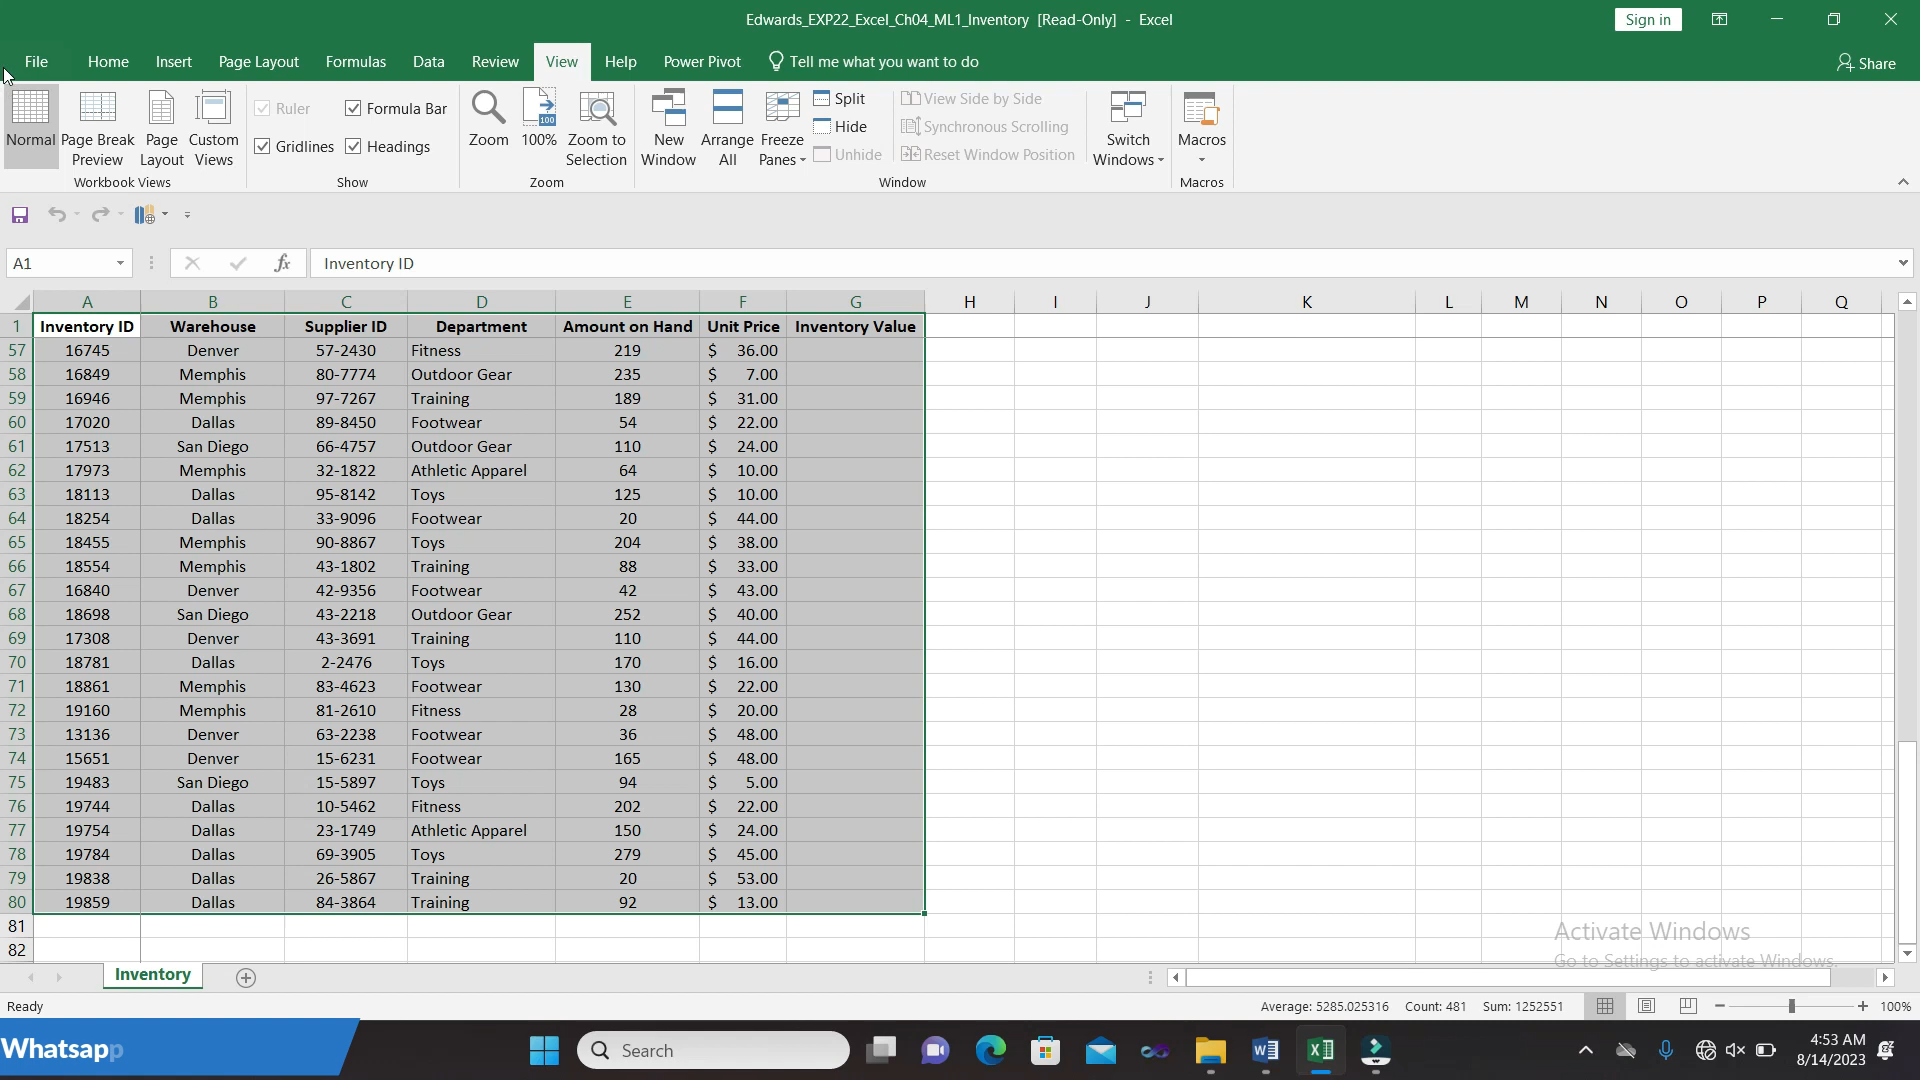 Edwards_EXP22_Excel_Ch04_ML1_Inventory [Read-Only] - Excel
Sign in
File Home Insert Page Layout Formulas Data Review View Help Power Pivot Tell me what you want to do
Share
Normal Page Break Preview Page Layout Custom Views
Workbook Views
Ruler Formula Bar
Gridlines Headings
Show
Zoom 100% Zoom to Selection
100
Zoom
New Window Arrange All Freeze Panes
Split
Hide
Unhide
View Side by Side
Synchronous Scrolling
Reset Window Position
Switch Windows
Window
Macros
Macros
A1 fx Inventory ID
A B C D E F G H I J K L M N O P Q
1 Inventory ID Warehouse Supplier ID Department Amount on Hand Unit Price Inventory Value
57 16745 Denver 57-2430 Fitness 219 $ 36.00
58 16849 Memphis 80-7774 Outdoor Gear 235 $ 7.00
59 16946 Memphis 97-7267 Training 189 $ 31.00
60 17020 Dallas 89-8450 Footwear 54 $ 22.00
61 17513 San Diego 66-4757 Outdoor Gear 110 $ 24.00
62 17973 Memphis 32-1822 Athletic Apparel 64 $ 10.00
63 18113 Dallas 95-8142 Toys 125 $ 10.00
64 18254 Dallas 33-9096 Footwear 20 $ 44.00
65 18455 Memphis 90-8867 Toys 204 $ 38.00
66 18554 Memphis 43-1802 Training 88 $ 33.00
67 16840 Denver 42-9356 Footwear 42 $ 43.00
68 18698 San Diego 43-2218 Outdoor Gear 252 $ 40.00
69 17308 Denver 43-3691 Training 110 $ 44.00
70 18781 Dallas 2-2476 Toys 170 $ 16.00
71 18861 Memphis 83-4623 Footwear 130 $ 22.00
72 19160 Memphis 81-2610 Fitness 28 $ 20.00
73 13136 Denver 63-2238 Footwear 36 $ 48.00
74 15651 Denver 15-6231 Footwear 165 $ 48.00
75 19483 San Diego 15-5897 Toys 94 $ 5.00
76 19744 Dallas 10-5462 Fitness 202 $ 22.00
77 19754 Dallas 23-1749 Athletic Apparel 150 $ 24.00
78 19784 Dallas 69-3905 Toys 279 $ 45.00
79 19838 Dallas 26-5867 Training 20 $ 53.00
80 19859 Dallas 84-3864 Training 92 $ 13.00
81
82
Activate Windows
Go to Settings to activate Windows.
Inventory
Ready
Average: 5285.025316 Count: 481 Sum: 1252551
100%
Whatsapp
Search
4:53 AM
8/14/2023